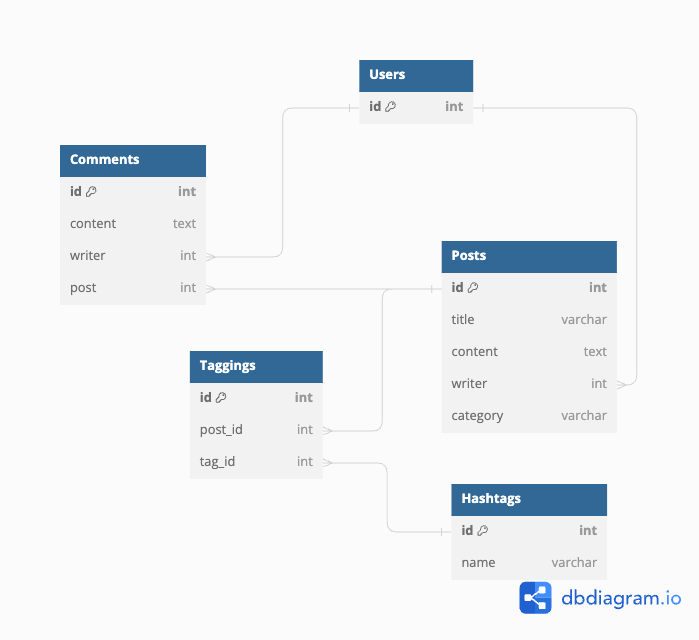 Users
id int
Comments
id int
content text
writer int
post int
Posts
id int
title varchar
content text
writer int
category varchar
Taggings
id int
post_id int
tag_id int
Hashtags
id int
name varchar
dbdiagram.io